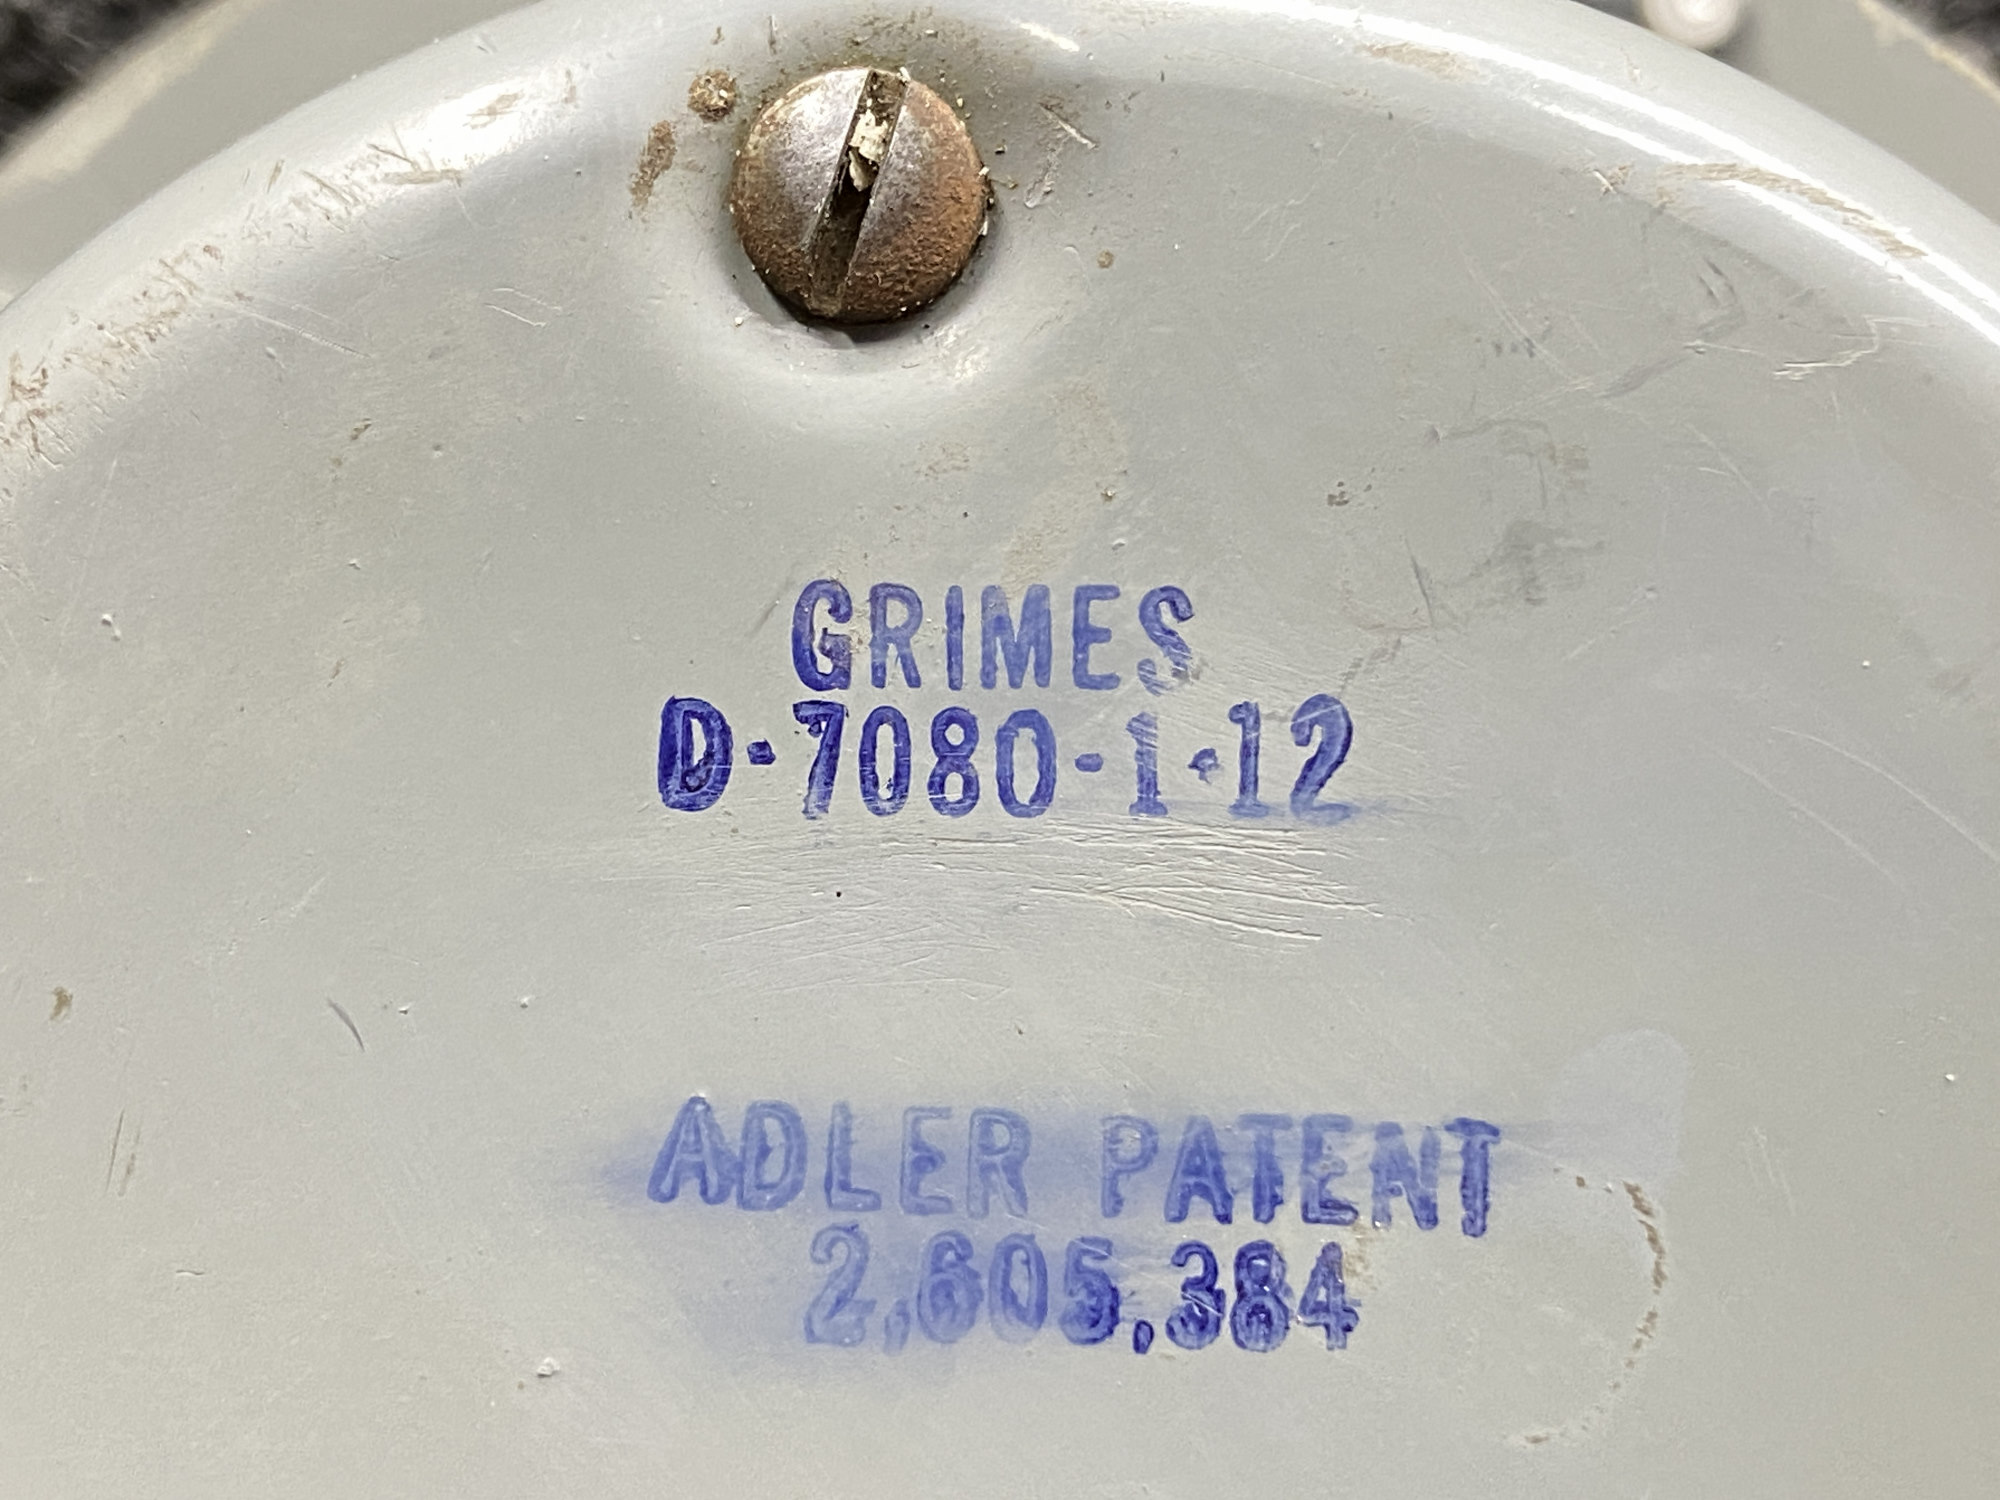 GRIMES
D-7080-1-12
ADLER PATENT
2,605,384